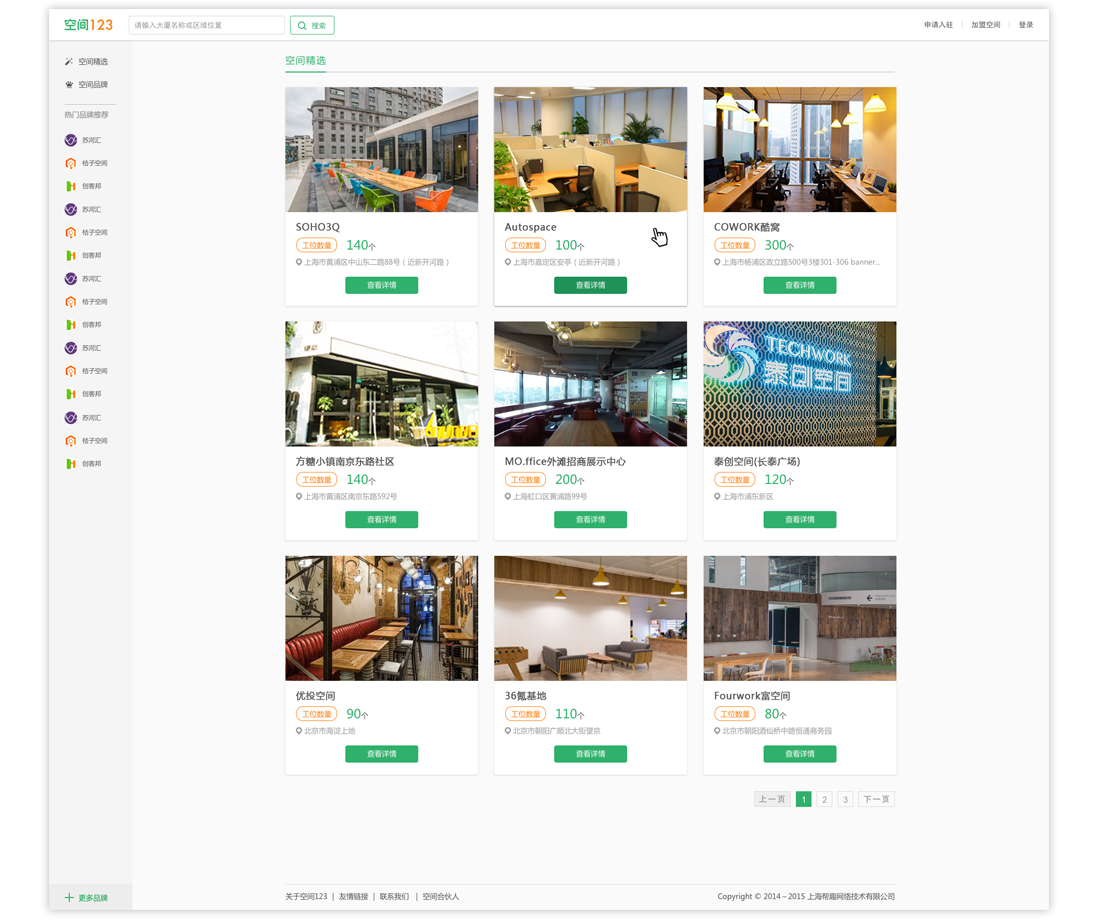 空间123
请输入大厦名称或区域位置
搜索
申请入驻 | 加盟空间 | 登录
空间精选
空间品牌
热门品牌推荐
苏河汇
桔子空间
创客邦
苏河汇
桔子空间
创客邦
苏河汇
桔子空间
创客邦
苏河汇
桔子空间
创客邦
苏河汇
桔子空间
创客邦
更多品牌
空间精选
SOHO3Q
工位数量 140个
上海市黄浦区中山东二路88号(近新开河路)
查看详情
Autospace
工位数量 100个
上海市嘉定区安亭(近新开河路)
查看详情
COWORK酷窝
工位数量 300个
上海市杨浦区政立路500号3楼301-306 banner...
查看详情
方糖小镇南京东路社区
工位数量 140个
上海市黄浦区南京东路592号
查看详情
MO.ffice外滩招商展示中心
工位数量 200个
上海虹口区黄浦路99号
查看详情
TECHWORK
泰创空间
泰创空间(长泰广场)
工位数量 120个
上海市浦东新区
查看详情
优投空间
工位数量 90个
北京市海淀上地
查看详情
36氪基地
工位数量 110个
北京市朝阳广顺北大街望京
查看详情
Fourwork富空间
工位数量 80个
北京市朝阳酒仙桥中路恒通商务园
查看详情
上一页 1 2 3 下一页
关于空间123 | 友情链接 | 联系我们 | 空间合伙人
Copyright © 2014－2015 上海帮趣网络技术有限公司